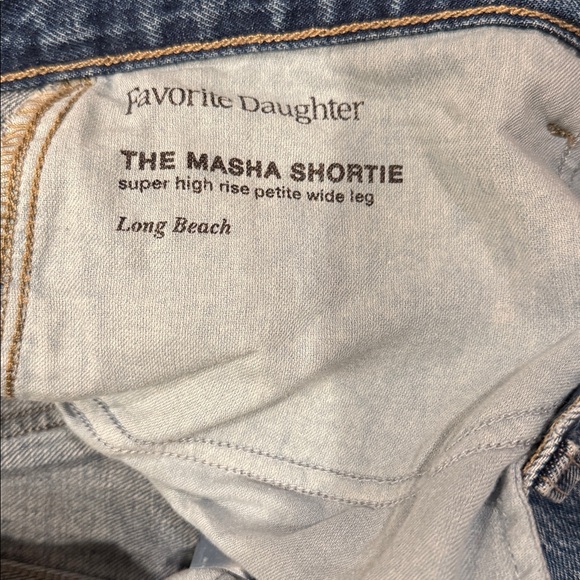 Favorite Daughter
THE MASHA SHORTIE
super high rise petite wide leg
Long Beach